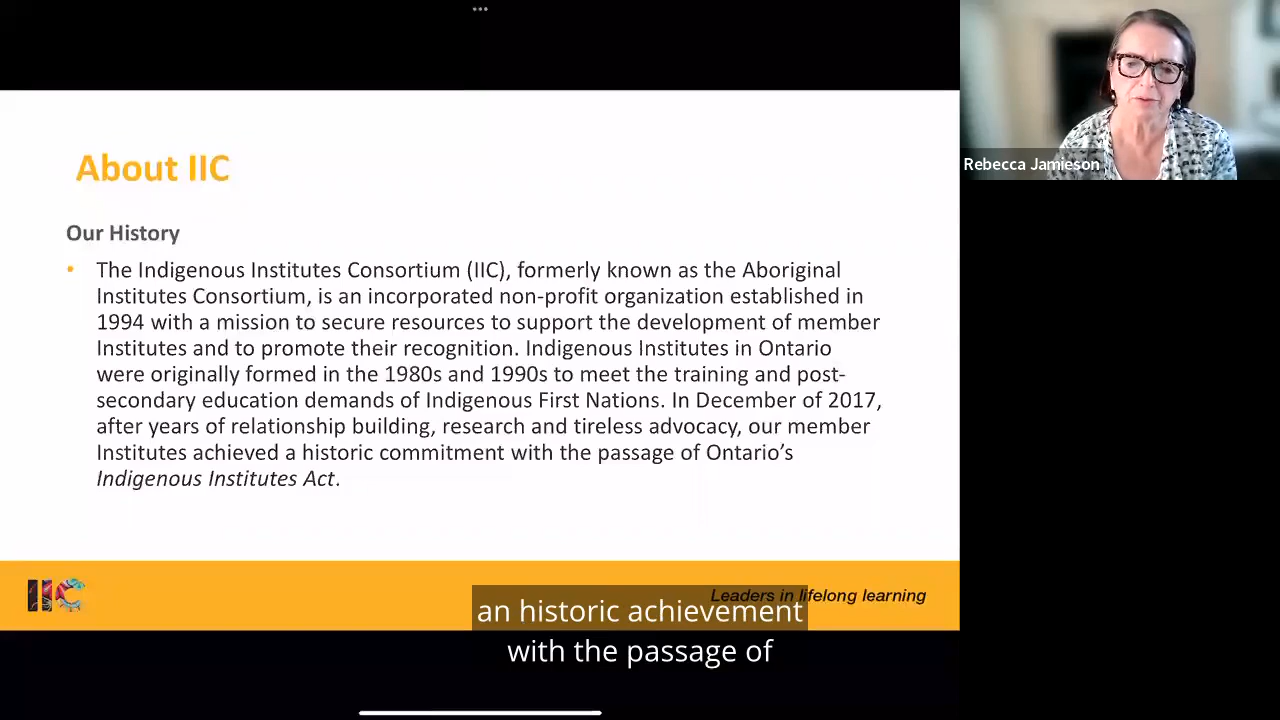 About IIC
Our History
• The Indigenous Institutes Consortium (IIC), formerly known as the Aboriginal
Institutes Consortium, is an incorporated non-profit organization established in
1994 with a mission to secure resources to support the development of member
Institutes and to promote their recognition. Indigenous Institutes in Ontario
were originally formed in the 1980s and 1990s to meet the training and post-
secondary education demands of Indigenous First Nations. In December of 2017,
after years of relationship building, research and tireless advocacy, our member
Institutes achieved a historic commitment with the passage of Ontario’s
Indigenous Institutes Act.
IIC
Leaders in lifelong learning
an historic achievement
with the passage of
Rebecca Jamieson